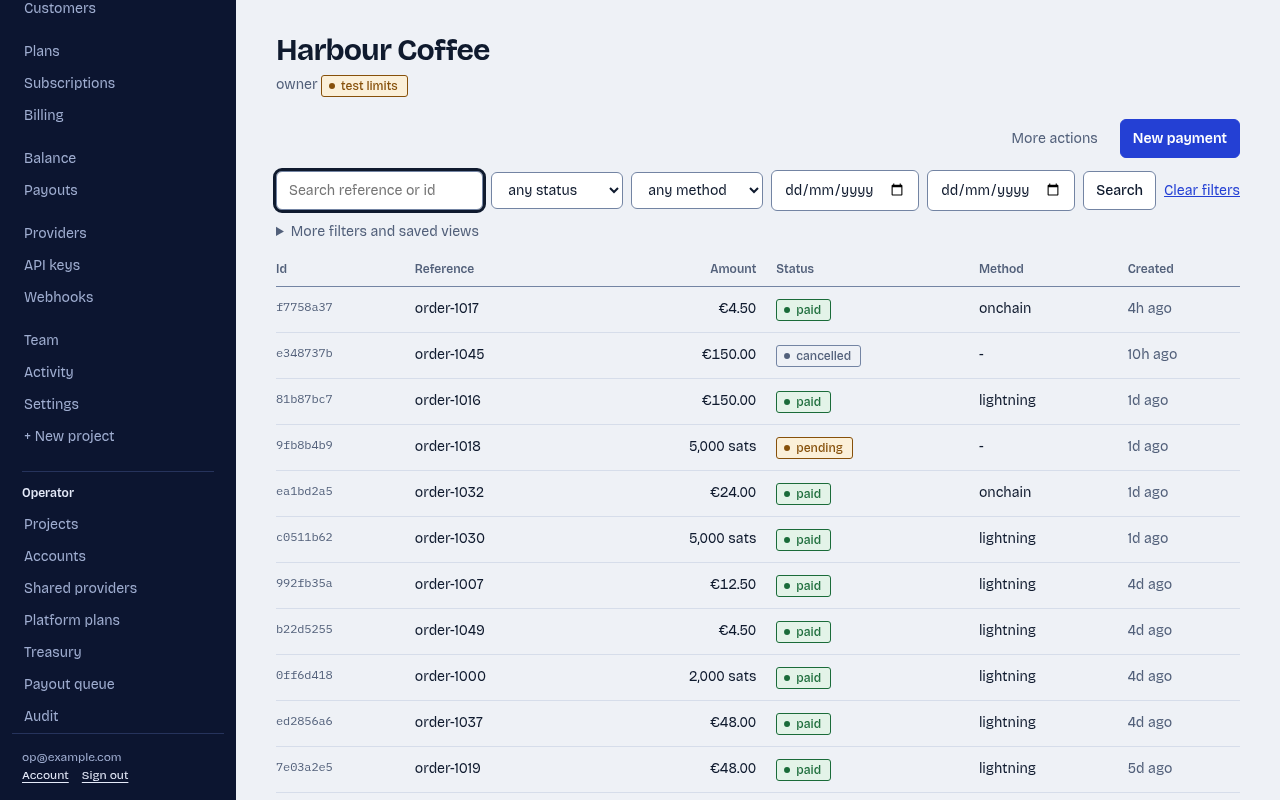 Customers
Plans
Subscriptions
Billing
Balance
Payouts
Providers
API keys
Webhooks
Team
Activity
Settings
+ New project
Operator
Projects
Accounts
Shared providers
Platform plans
Treasury
Payout queue
Audit
op@example.com
Account Sign out
Harbour Coffee
owner test limits
More actions New payment
Search reference or id any status any method dd/mm/yyyy dd/mm/yyyy Search Clear filters
More filters and saved views
Id Reference Amount Status Method Created
f7758a37 order-1017 €4.50 paid onchain 4h ago
e348737b order-1045 €150.00 cancelled - 10h ago
81b87bc7 order-1016 €150.00 paid lightning 1d ago
9fb8b4b9 order-1018 5,000 sats pending - 1d ago
ea1bd2a5 order-1032 €24.00 paid onchain 1d ago
c0511b62 order-1030 5,000 sats paid lightning 1d ago
992fb35a order-1007 €12.50 paid lightning 4d ago
b22d5255 order-1049 €4.50 paid lightning 4d ago
0ff6d418 order-1000 2,000 sats paid lightning 4d ago
ed2856a6 order-1037 €48.00 paid lightning 4d ago
7e03a2e5 order-1019 €48.00 paid lightning 5d ago